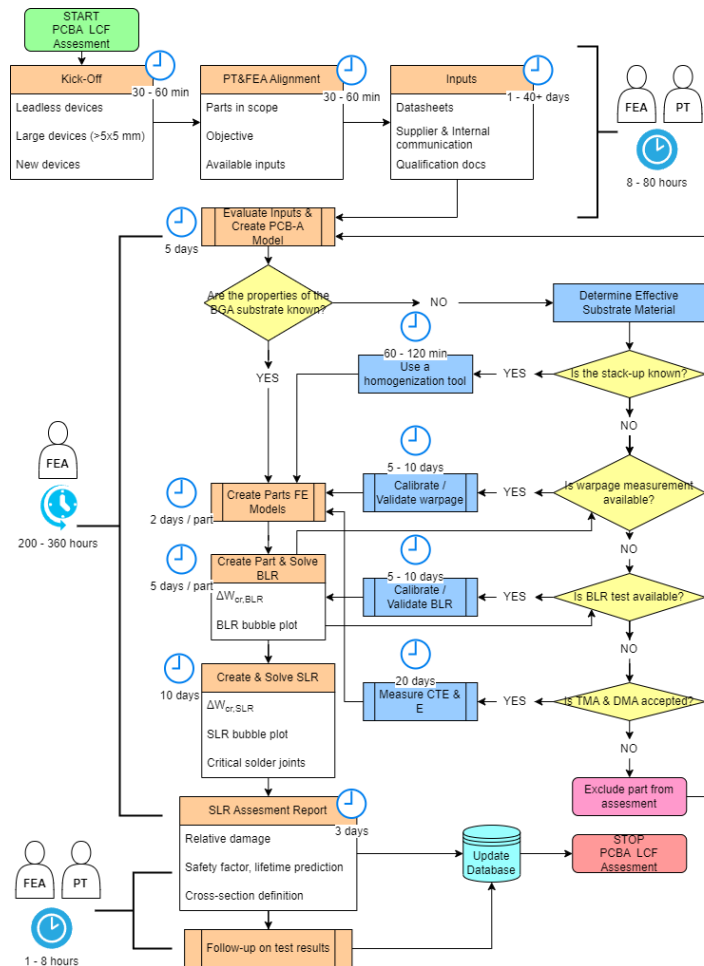 START
PCBA LCF
Assesment
Kick-Off
30 - 60 min
Leadless devices
Large devices (>5x5 mm)
New devices
PT&FEA Alignment
30 - 60 min
Parts in scope
Objective
Available inputs
Inputs
1 - 40+ days
Datasheets
Supplier & Internal
communication
Qualification docs
FEA
PT
8 - 80 hours
Evaluate Inputs &
Create PCB-A
Model
5 days
Are the properties of the
BGA substrate known?
NO
Determine Effective
Substrate Material
YES
60 - 120 min
Use a
homogenization tool
YES
Is the stack-up known?
NO
FEA
200 - 360 hours
Create Parts FE
Models
2 days / part
5 - 10 days
Calibrate /
Validate warpage
YES
Is warpage measurement
available?
NO
Create Part & Solve
BLR
5 days / part
ΔWcr,BLR
BLR bubble plot
5 - 10 days
Calibrate /
Validate BLR
YES
Is BLR test available?
NO
Create & Solve SLR
10 days
ΔWcr,SLR
SLR bubble plot
Critical solder joints
20 days
Measure CTE &
E
YES
Is TMA & DMA accepted?
NO
Exclude part from
assesment
SLR Assesment Report
3 days
Relative damage
Safety factor, lifetime prediction
Cross-section definition
Update
Database
STOP
PCBA LCF
Assesment
FEA
PT
1 - 8 hours
Follow-up on test results